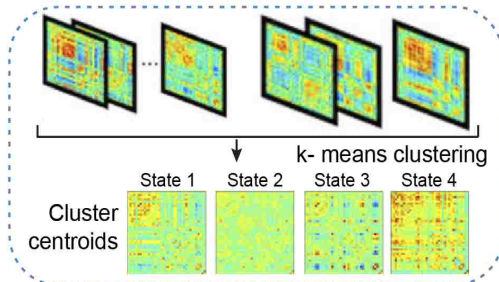 ...
k- means clustering
State 1 State 2 State 3 State 4
Cluster
centroids